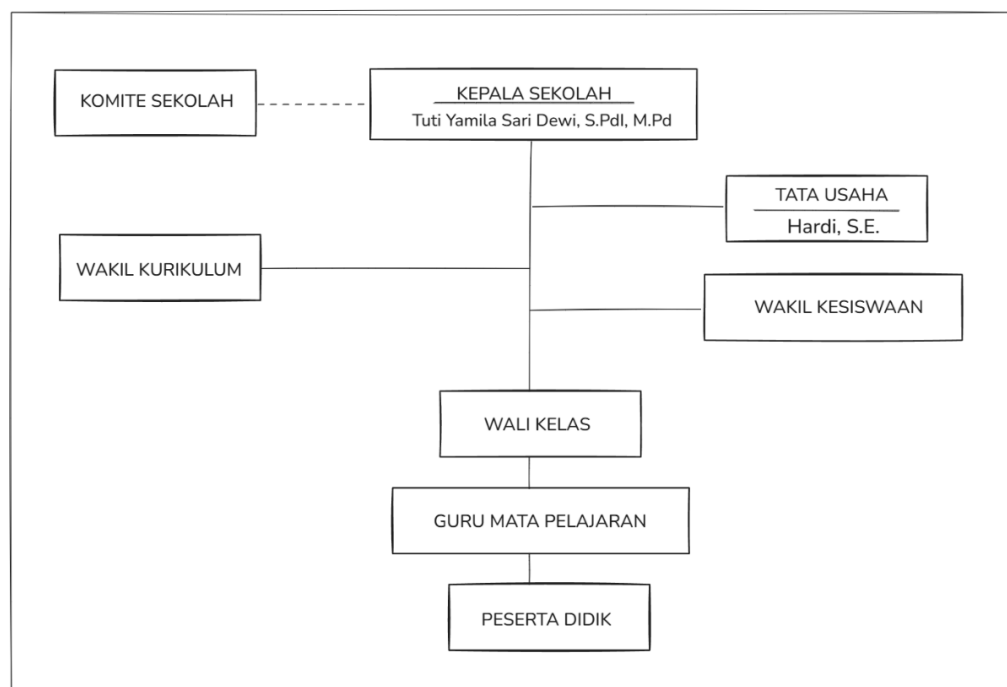 KOMITE SEKOLAH
KEPALA SEKOLAH
Tuti Yamila Sari Dewi, S.PdI, M.Pd
TATA USAHA
Hardi, S.E.
WAKIL KURIKULUM
WAKIL KESISWAAN
WALI KELAS
GURU MATA PELAJARAN
PESERTA DIDIK